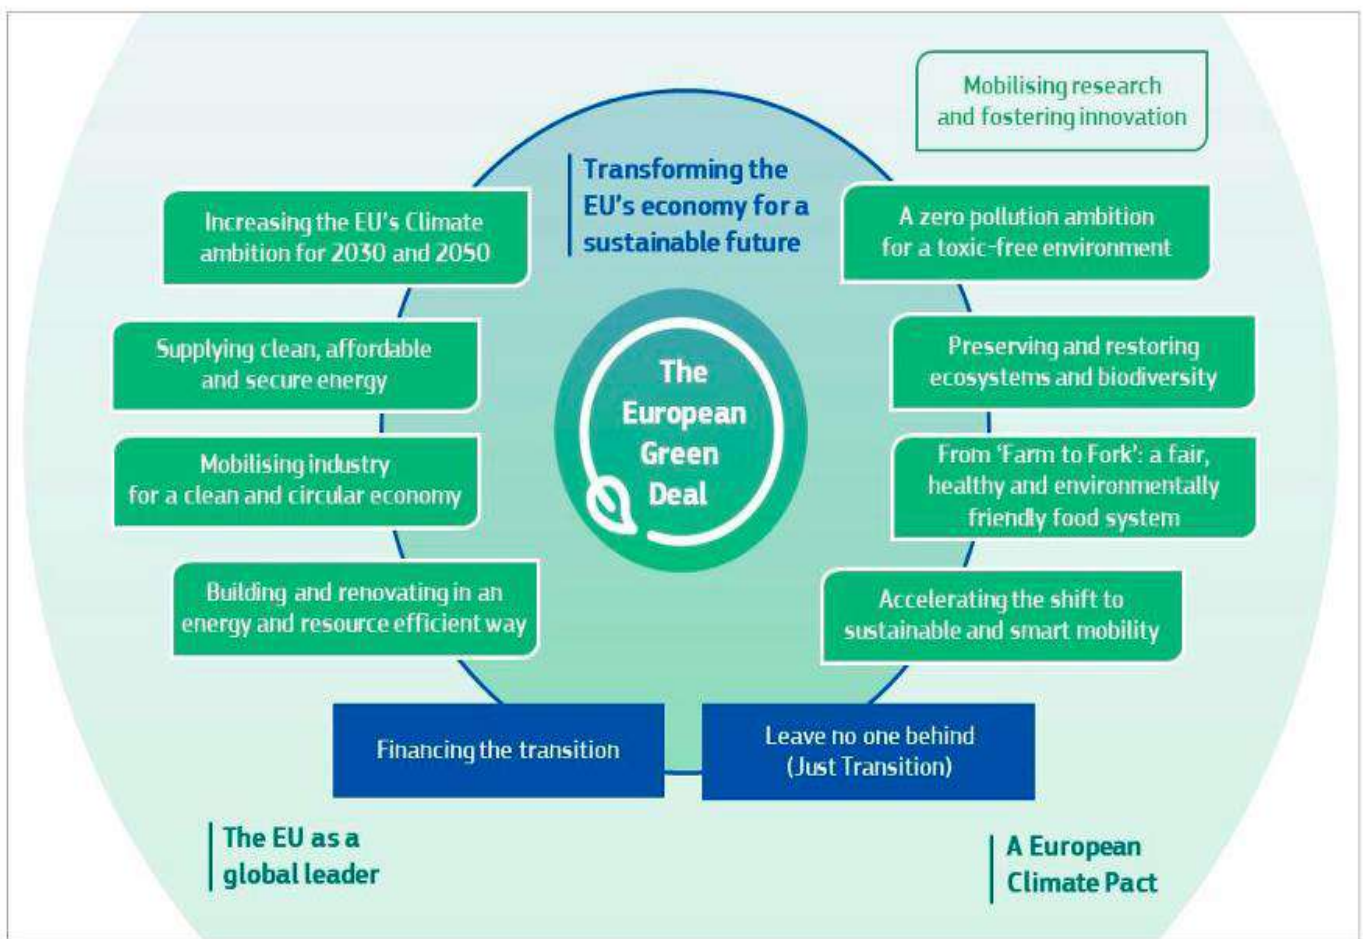 Mobilising research
and fostering innovation
Transforming the
EU's economy for a
sustainable future
Increasing the EU's Climate
ambition for 2030 and 2050
A zero pollution ambition
for a toxic-free environment
Supplying clean, affordable
and secure energy
Preserving and restoring
ecosystems and biodiversity
The
European
Green
Deal
Mobilising industry
for a clean and circular economy
From 'Farm to Fork': a fair,
healthy and environmentally
friendly food system
Building and renovating in an
energy and resource efficient way
Accelerating the shift to
sustainable and smart mobility
Financing the transition
Leave no one behind
(Just Transition)
The EU as a
global leader
A European
Climate Pact